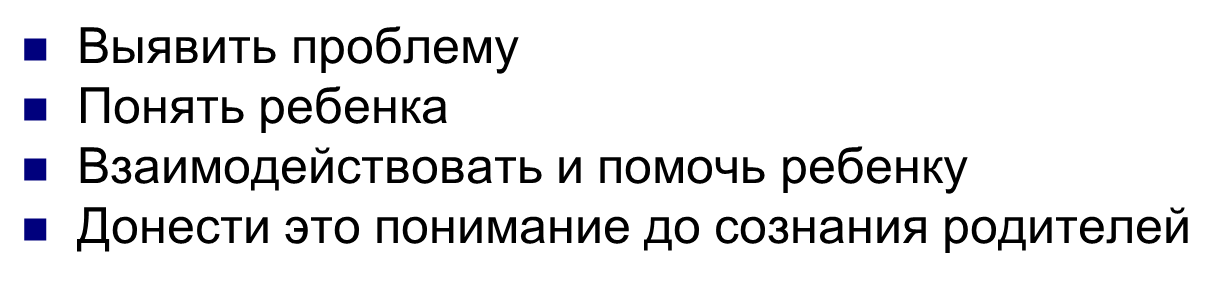 Выявить проблему
Понять ребенка
Взаимодействовать и помочь ребенку
Донести это понимание до сознания родителей